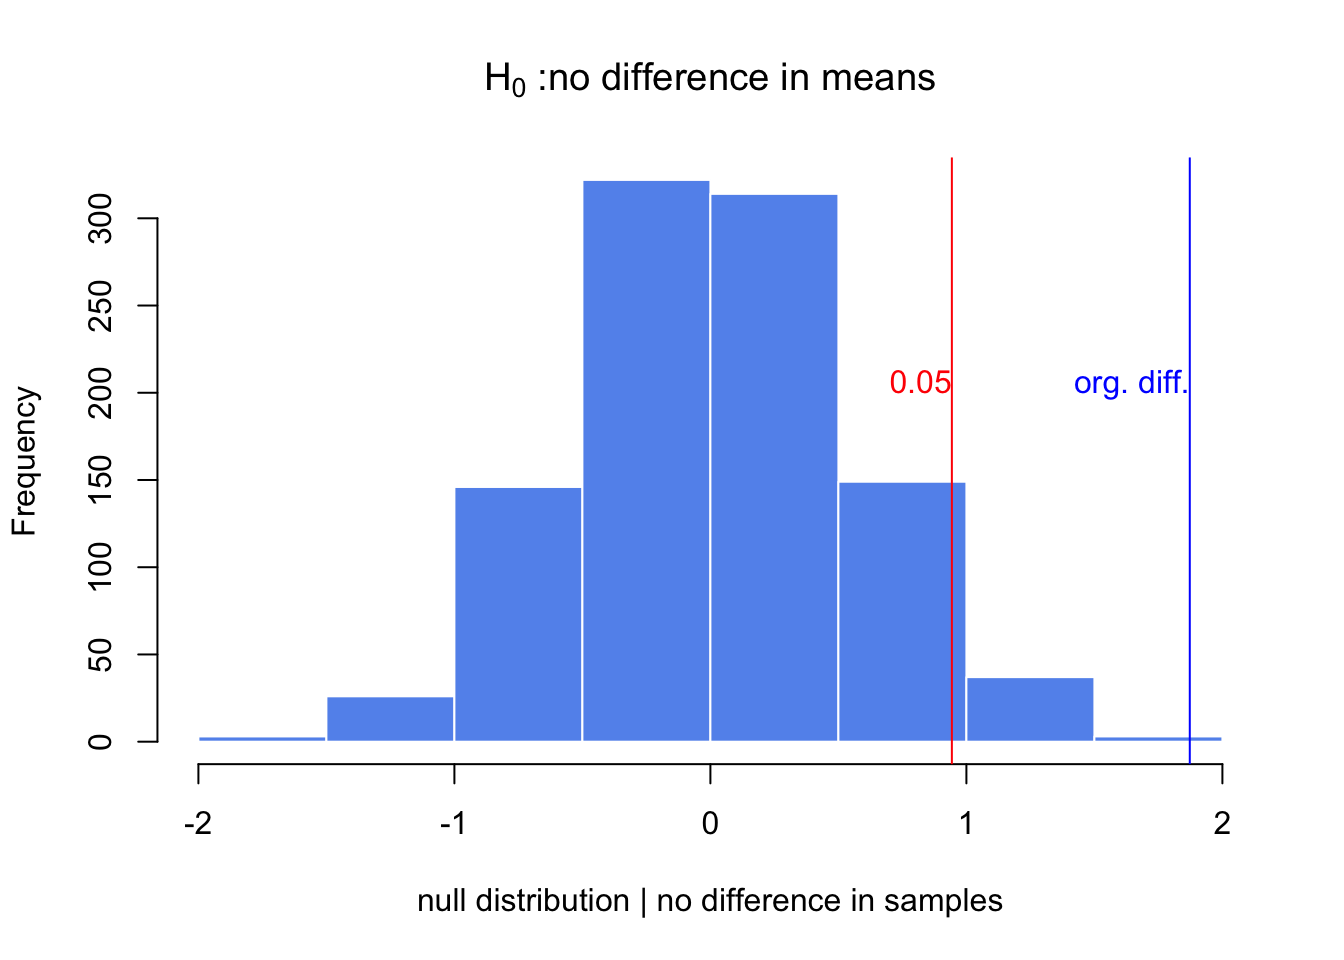 H₀ :no difference in means
Frequency
300
250
200
150
100
50
0
0.05
org. diff.
-2 -1 0 1 2
null distribution | no difference in samples